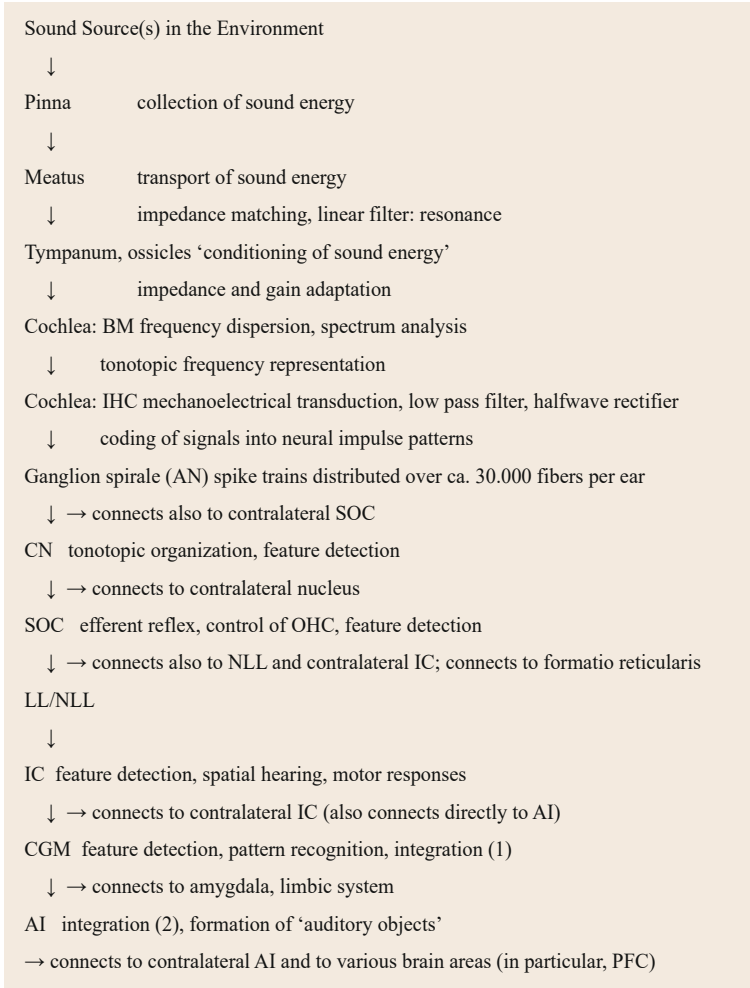 Sound Source(s) in the Environment
↓
Pinna collection of sound energy
↓
Meatus transport of sound energy
↓ impedance matching, linear filter: resonance
Tympanum, ossicles ‘conditioning of sound energy’
↓ impedance and gain adaptation
Cochlea: BM frequency dispersion, spectrum analysis
↓ tonotopic frequency representation
Cochlea: IHC mechanoelectrical transduction, low pass filter, halfwave rectifier
↓ coding of signals into neural impulse patterns
Ganglion spirale (AN) spike trains distributed over ca. 30.000 fibers per ear
↓ → connects also to contralateral SOC
CN tonotopic organization, feature detection
↓ → connects to contralateral nucleus
SOC efferent reflex, control of OHC, feature detection
↓ → connects also to NLL and contralateral IC; connects to formatio reticularis
LL/NLL
↓
IC feature detection, spatial hearing, motor responses
↓ → connects to contralateral IC (also connects directly to AI)
CGM feature detection, pattern recognition, integration (1)
↓ → connects to amygdala, limbic system
AI integration (2), formation of ‘auditory objects’
→ connects to contralateral AI and to various brain areas (in particular, PFC)